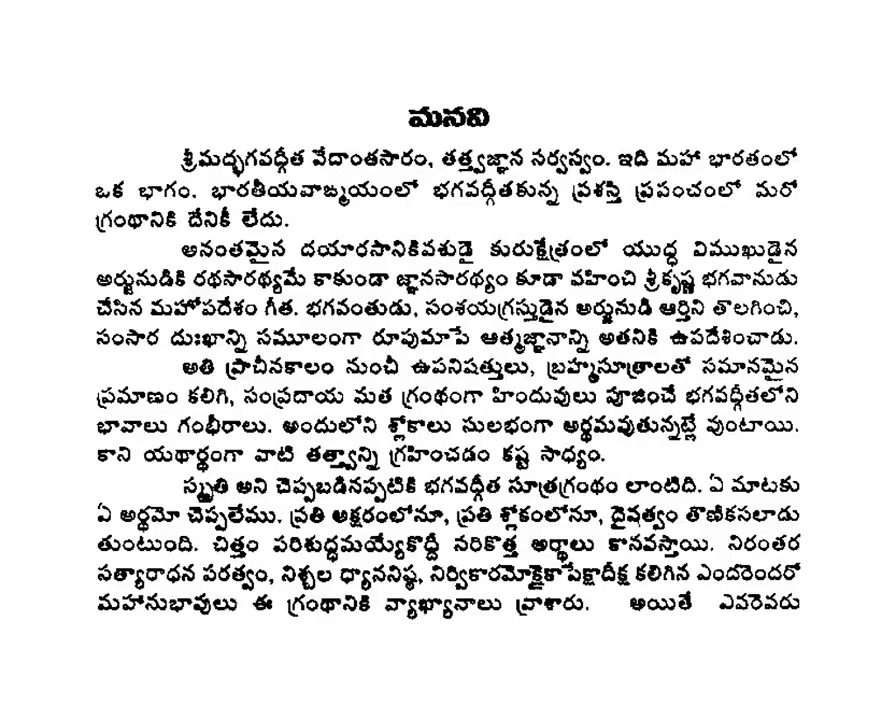 మనవి
శ్రీమద్భగవద్గీత వేదాంతసారం, తత్త్వజ్ఞాన సర్వస్వం. ఇది మహా భారతంలో
ఒక భాగం. భారతీయవాఙ్మయంలో భగవద్గీతకున్న ప్రశస్తి ప్రపంచంలో మరో
గ్రంథానికి దేనికీ లేదు.
అనంతమైన దయారసానికివశుడై కురుక్షేత్రంలో యుద్ధ విముఖుడైన
అర్జునుడికి రథసారథ్యమే కాకుండా జ్ఞానసారథ్యం కూడా వహించి శ్రీకృష్ణ భగవానుడు
చేసిన మహోపదేశం గీత. భగవంతుడు, సంశయగ్రస్తుడైన అర్జునుడి ఆర్తిని తొలగించి,
సంసార దుఃఖాన్ని సమూలంగా రూపుమాపే ఆత్మజ్ఞానాన్ని అతనికి ఉపదేశించాడు.
అతి ప్రాచీనకాలం నుంచీ ఉపనిషత్తులు, బ్రహ్మసూత్రాలతో సమానమైన
ప్రమాణం కలిగి, సంప్రదాయ మత గ్రంథంగా హిందువులు పూజించే భగవద్గీతలోని
భావాలు గంభీరాలు. అందులోని శ్లోకాలు సులభంగా అర్థమవుతున్నట్లే వుంటాయి.
కాని యథార్థంగా వాటి తత్త్వాన్ని గ్రహించడం కష్ట సాధ్యం.
స్మృతి అని చెప్పబడినప్పటికి భగవద్గీత సూత్రగ్రంథం లాంటిది. ఏ మాటకు
ఏ అర్థమో చెప్పలేము. ప్రతి అక్షరంలోనూ, ప్రతి శ్లోకంలోనూ, దైవత్వం తొణికసలాడు
తుంటుంది. చిత్తం పరిశుద్ధమయ్యేకొద్దీ సరికొత్త అర్థాలు కానవస్తాయి. నిరంతర
సత్యారాధన పరత్వం, నిశ్చల ధ్యాననిష్ఠ, నిర్వికారమోక్షైకాపేక్షాదీక్ష కలిగిన ఎందరెందరో
మహానుభావులు ఈ గ్రంథానికి వ్యాఖ్యానాలు వ్రాశారు. అయితే ఎవరెవరు